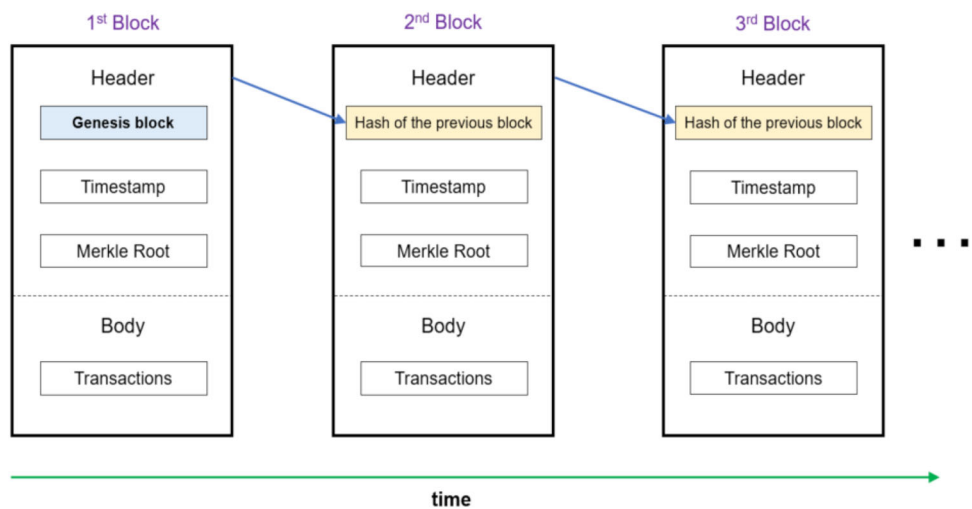 1st Block
2nd Block
3rd Block
Header
Header
Header
Genesis block
Hash of the previous block
Hash of the previous block
Timestamp
Timestamp
Timestamp
Merkle Root
Merkle Root
Merkle Root
. . .
Body
Body
Body
Transactions
Transactions
Transactions
time